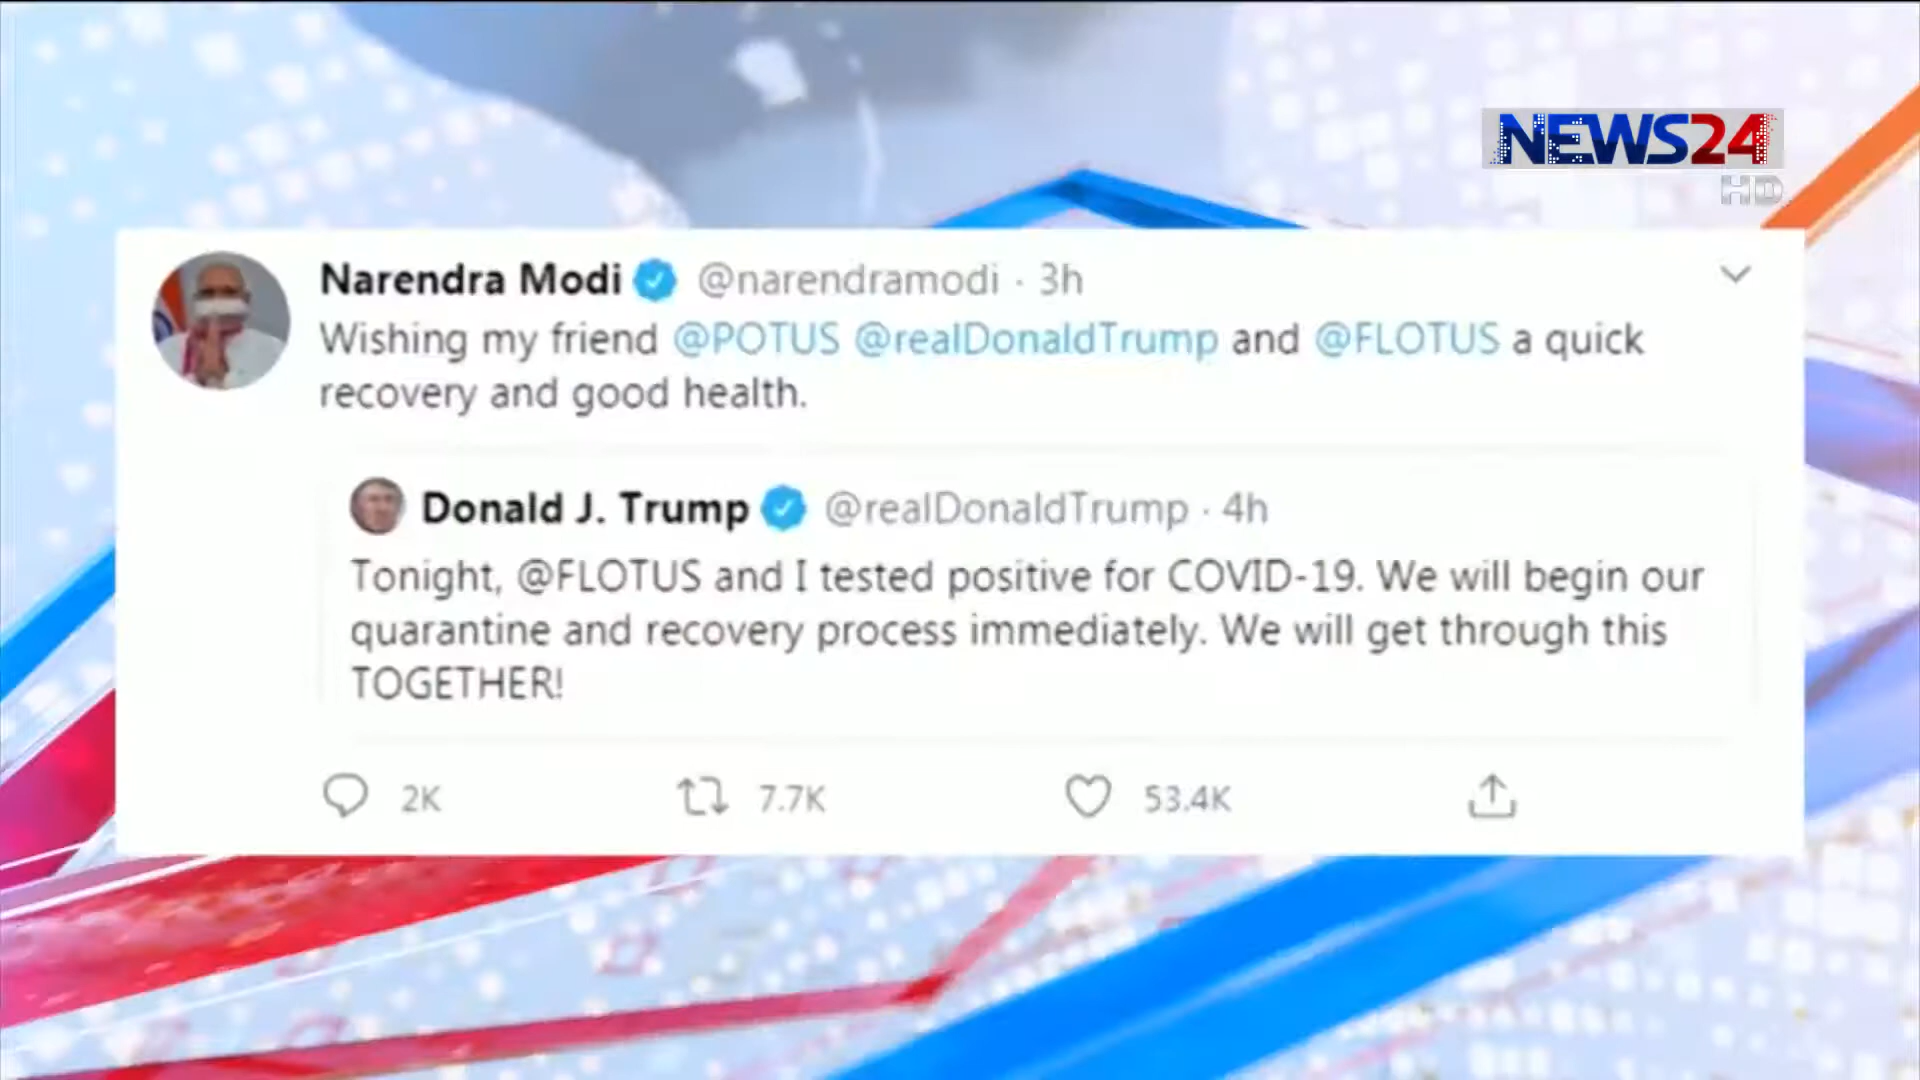 NEWS24
HD
Narendra Modi @narendramodi · 3h
Wishing my friend @POTUS @realDonaldTrump and @FLOTUS a quick
recovery and good health.
Donald J. Trump @realDonaldTrump · 4h
Tonight, @FLOTUS and I tested positive for COVID-19. We will begin our
quarantine and recovery process immediately. We will get through this
TOGETHER!
2K 7.7K 53.4K